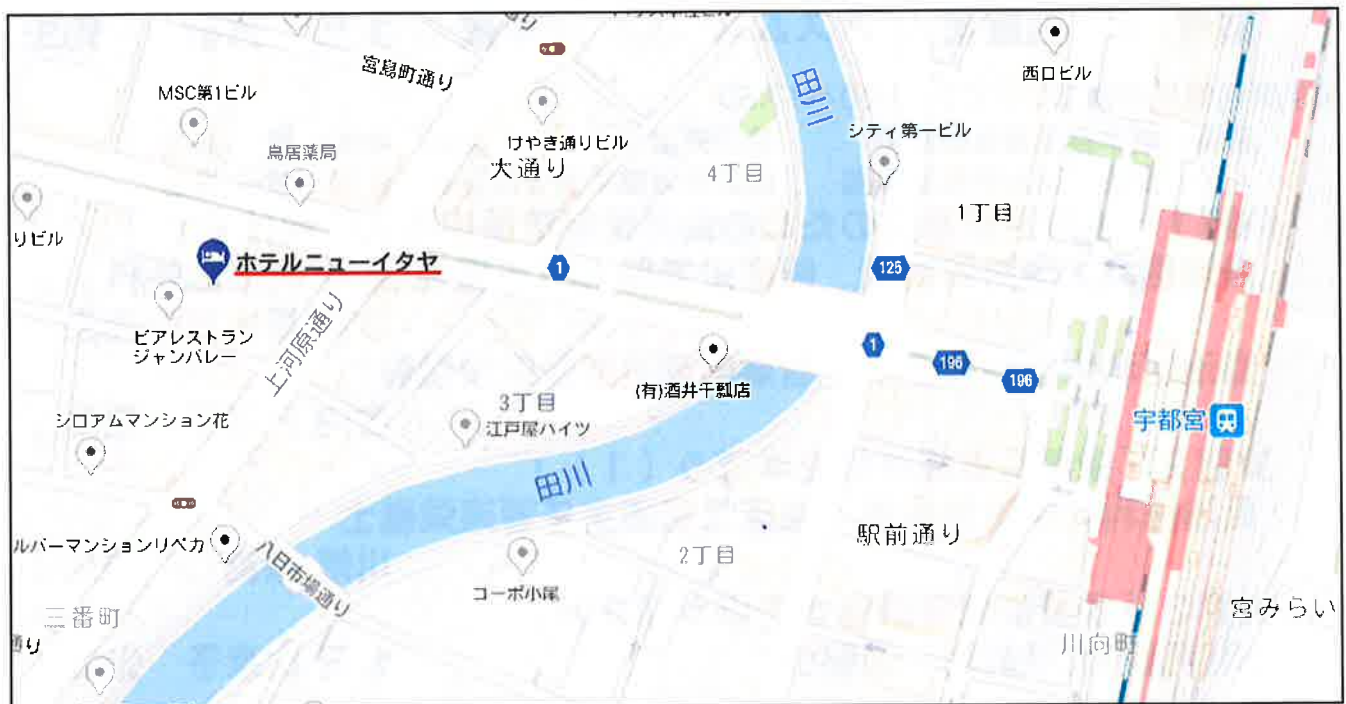 宮島町通り
田川
西口ビル
MSC第1ビル
けやき通りビル
シティ第一ビル
鳥居薬局
大通り
4丁目
1丁目
りビル
ホテルニューイタヤ
1
125
ビアレストラン
ジャンバレー
上河原通り
1
196
196
(有)酒井干瓢店
3丁目
江戸屋ハイツ
宇都宮
シロアムマンション花
田川
駅前通り
ルバーマンションリベカ
八日市場通り
2丁目
コーポ小尾
三番町
通り
宮みらい
川向町